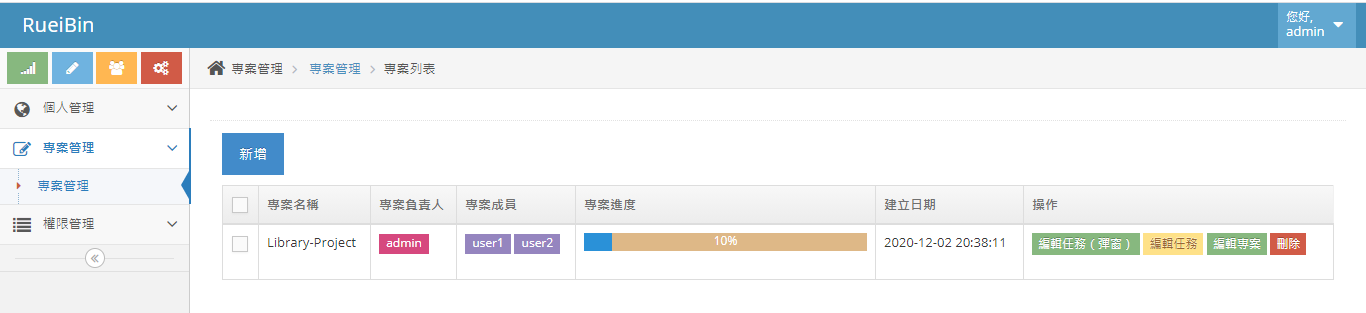 RueiBin
您好,
admin
專案管理 專案管理 專案列表
個人管理
專案管理
專案管理
權限管理
新增
專案名稱 專案負責人 專案成員 專案進度 建立日期 操作
Library-Project admin user1 user2 10% 2020-12-02 20:38:11 編輯任務（彈窗） 編輯任務 編輯專案 刪除